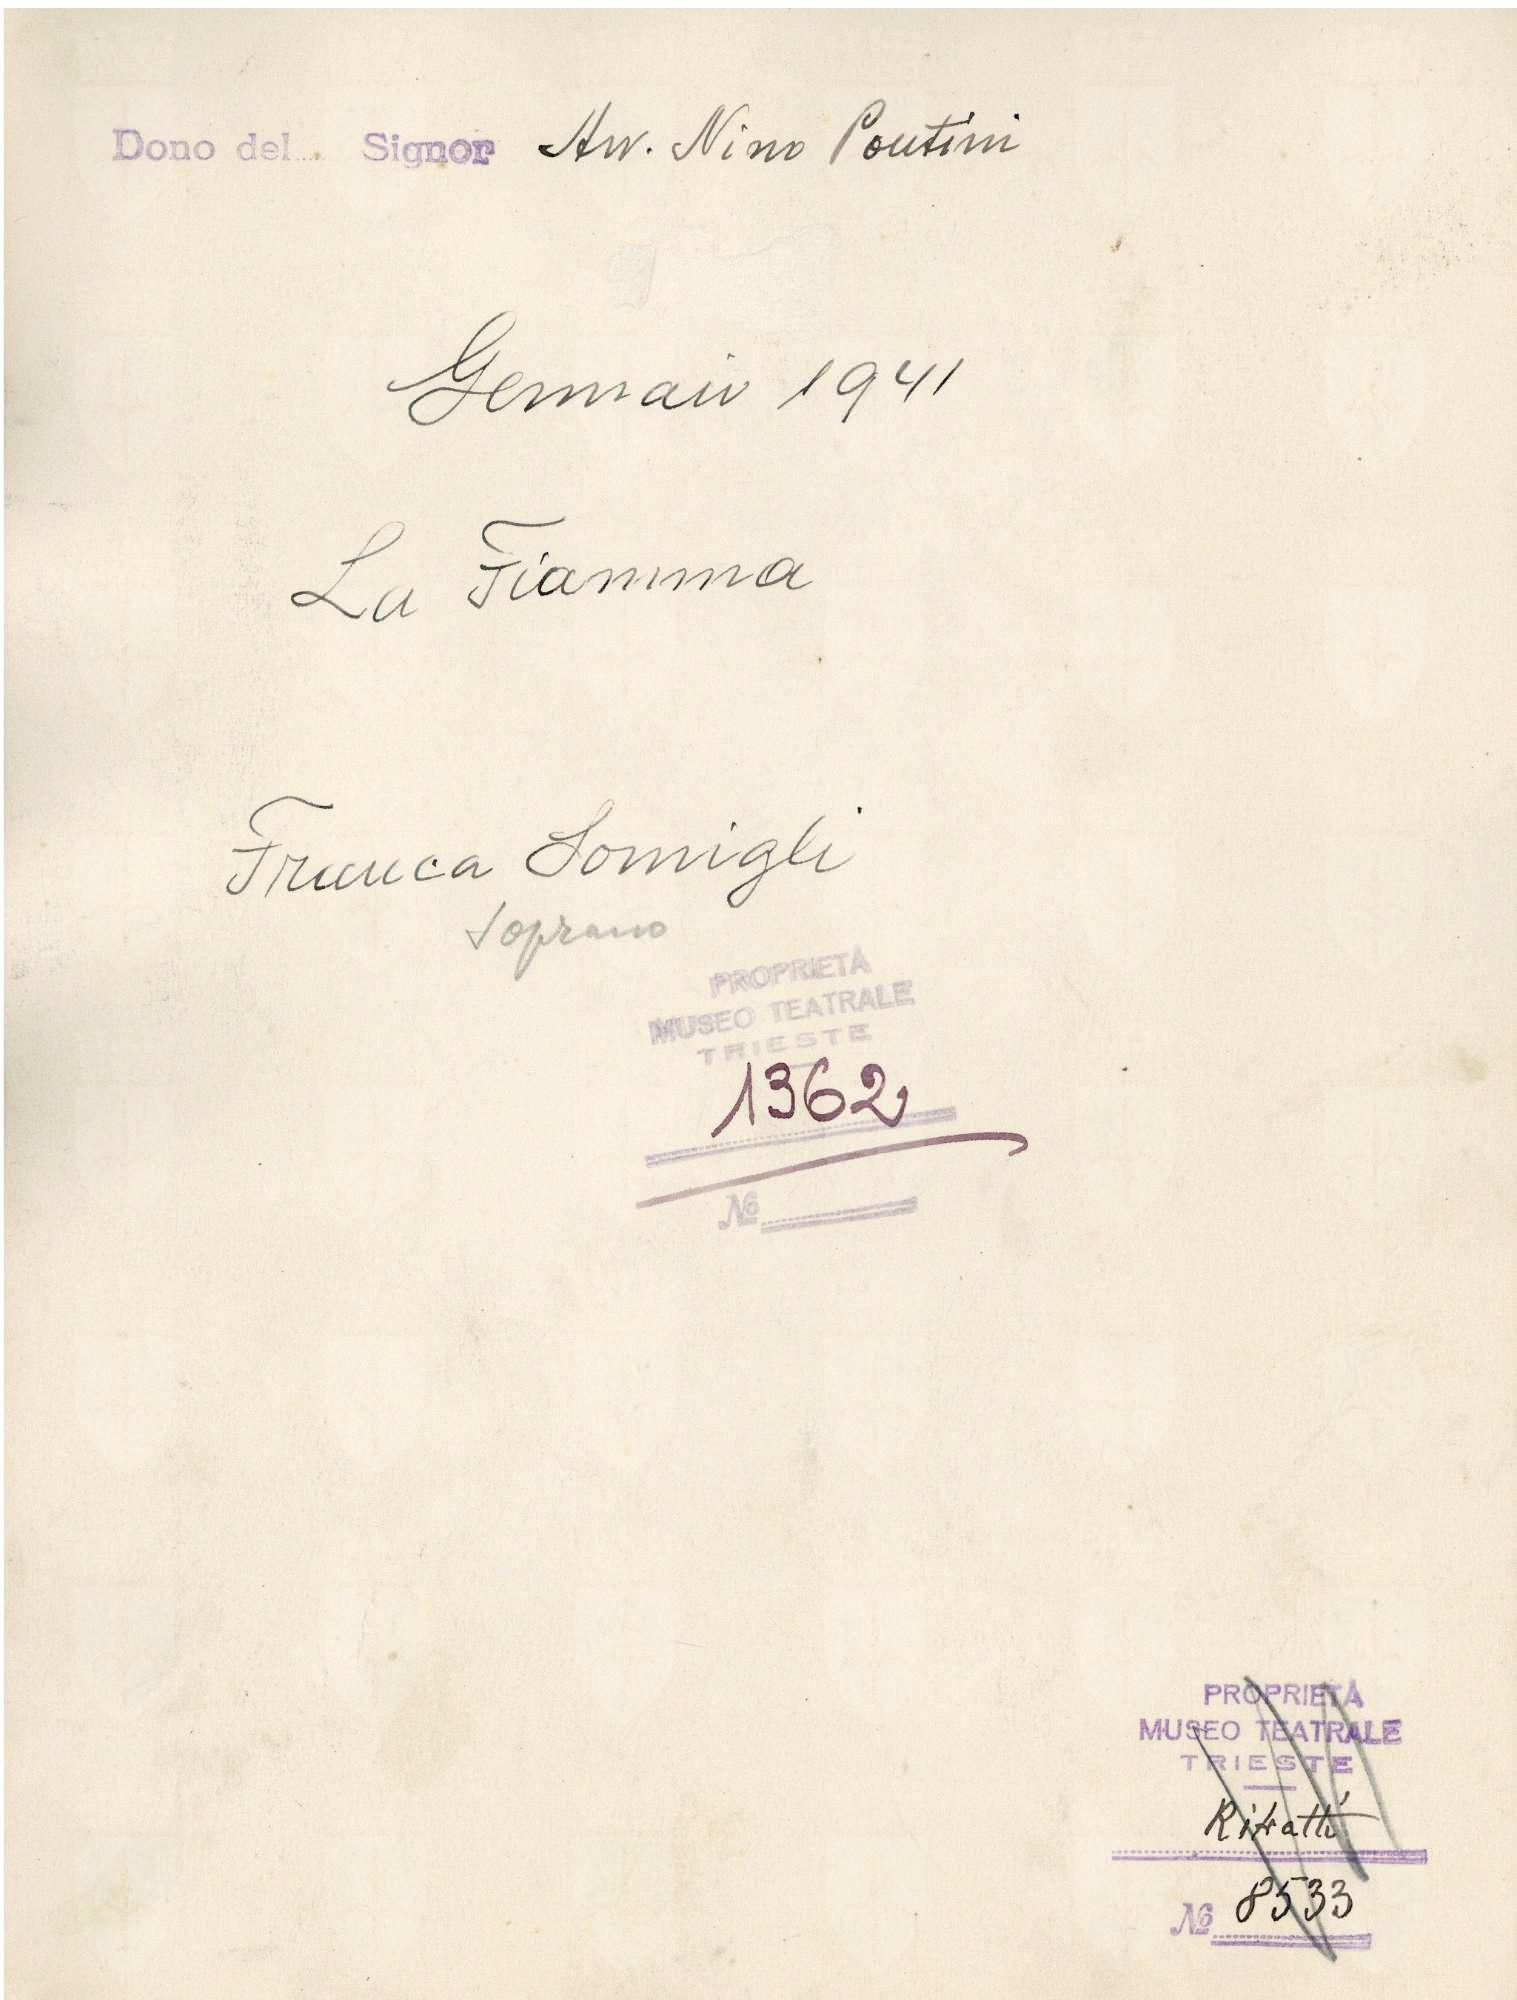 Dono del Signor Avv. Nino Pontini
Gennaio 1941
La Fiamma
Franca Somigli
soprano
PROPRIETÀ
MUSEO TEATRALE
TRIESTE
1362
№
PROPRIETÀ
MUSEO TEATRALE
TRIESTE
Ritratti
№ 8533